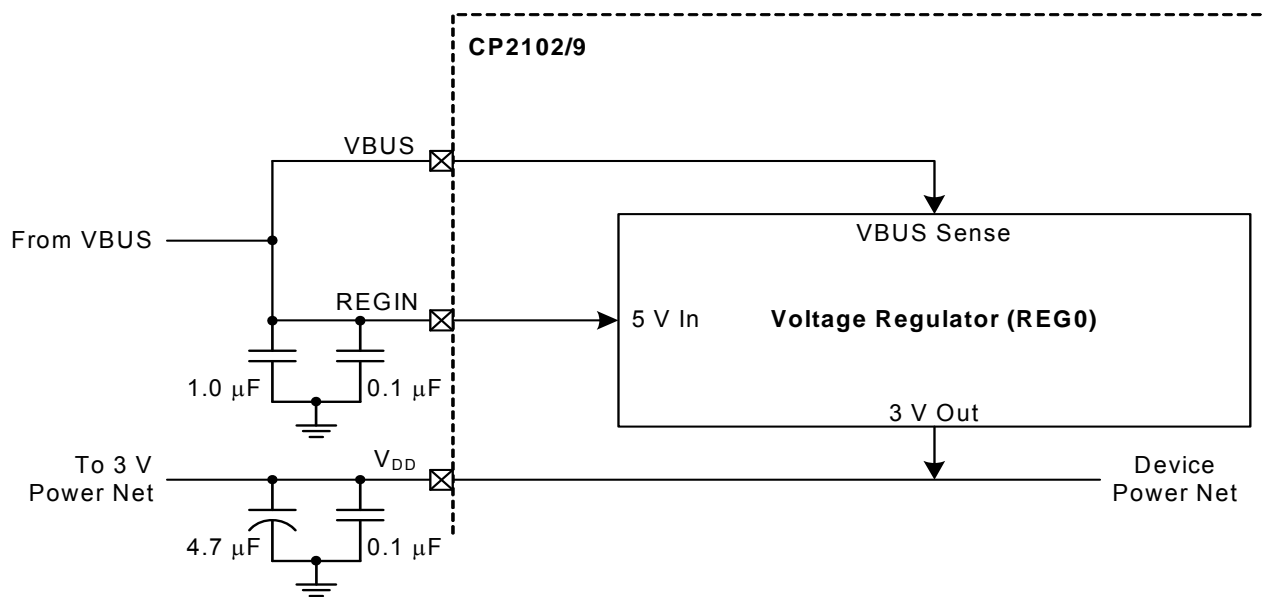 CP2102/9
VBUS
From VBUS
VBUS Sense
REGIN
5 V In
Voltage Regulator (REG0)
1.0 μF
0.1 μF
3 V Out
To 3 V
Power Net
VDD
Device
Power Net
4.7 μF
0.1 μF